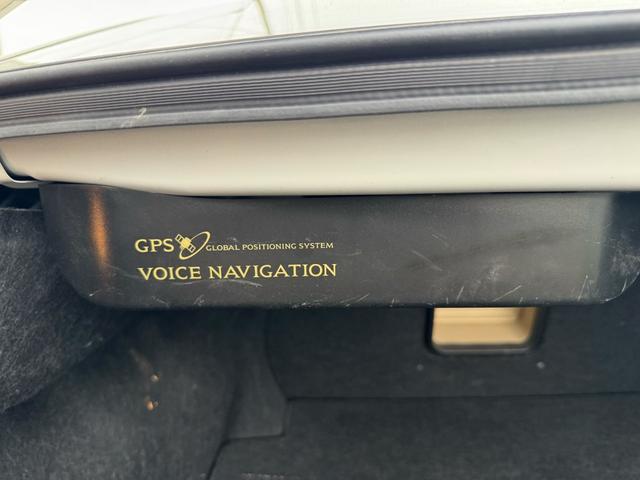 GPS GLOBAL POSITIONING SYSTEM
VOICE NAVIGATION